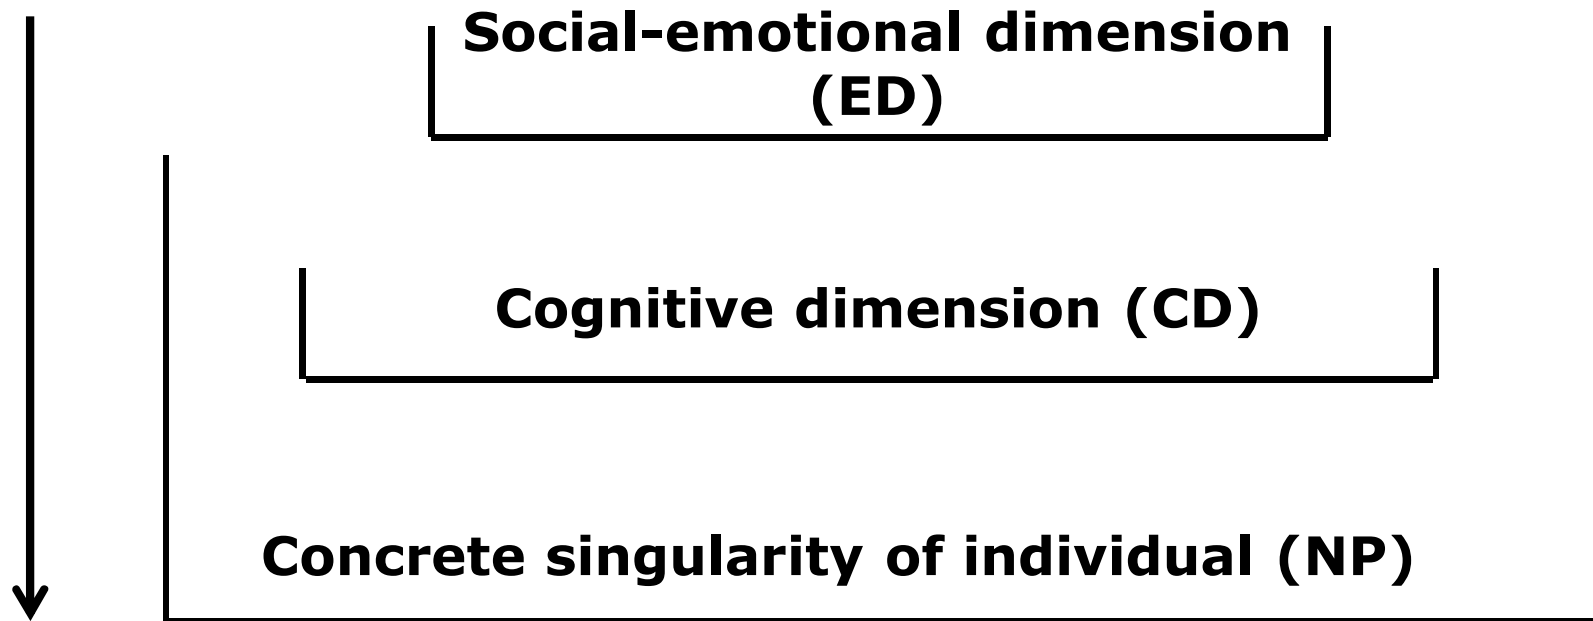 Social-emotional dimension
(ED)
Cognitive dimension (CD)
Concrete singularity of individual (NP)